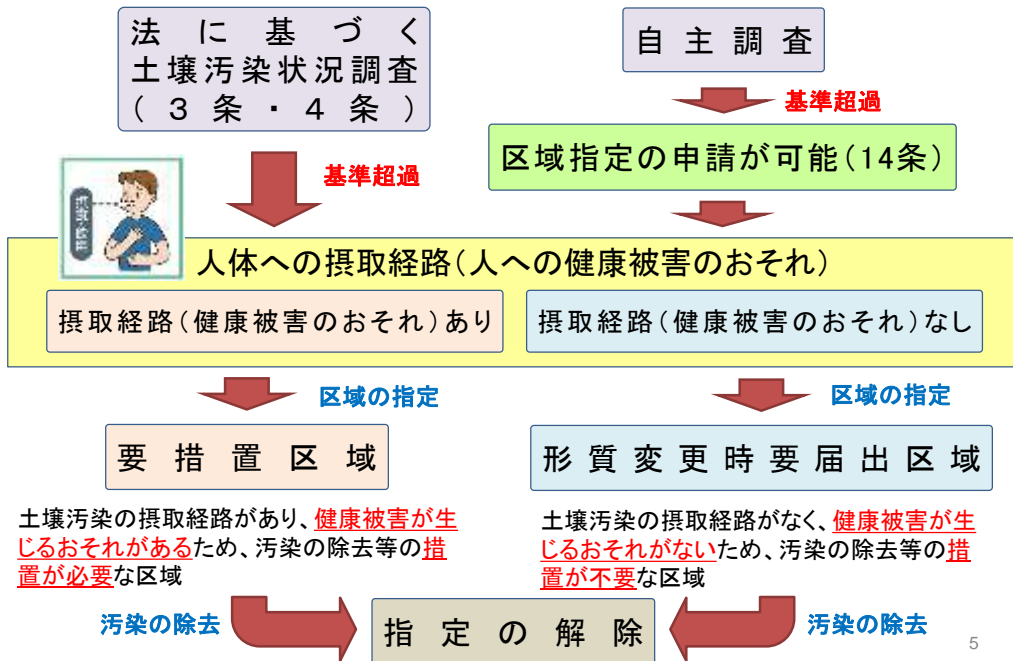 法に基づく
土壌汚染状況調査
(3条・4条)
自主調査
基準超過
区域指定の申請が可能(14条)
基準超過
摂取経路
人体への摂取経路(人への健康被害のおそれ)
摂取経路(健康被害のおそれ)あり
摂取経路(健康被害のおそれ)なし
区域の指定
区域の指定
要措置区域
形質変更時要届出区域
土壌汚染の摂取経路があり、健康被害が生
じるおそれがあるため、汚染の除去等の措
置が必要な区域
土壌汚染の摂取経路がなく、健康被害が生
じるおそれがないため、汚染の除去等の措
置が不要な区域
汚染の除去
指定の解除
汚染の除去
5